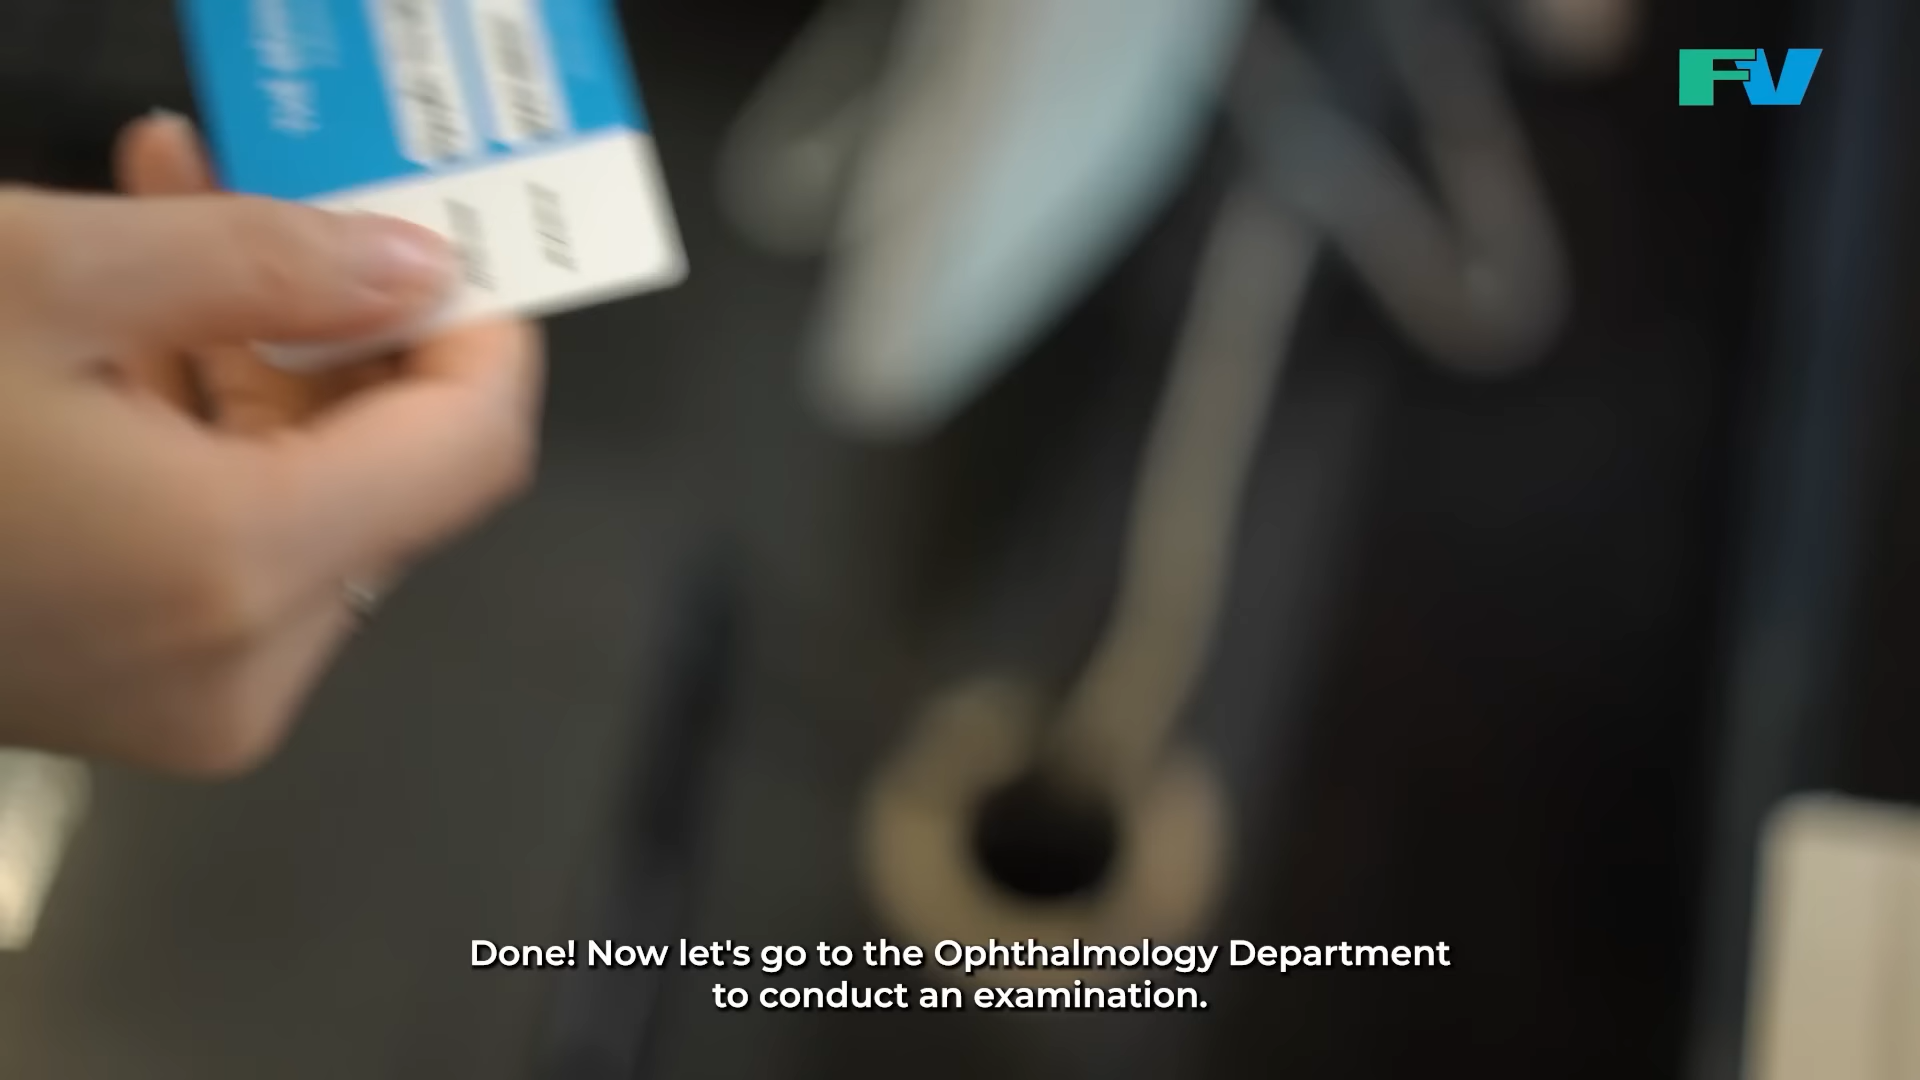 FV
Done! Now let's go to the Ophthalmology Department
to conduct an examination.